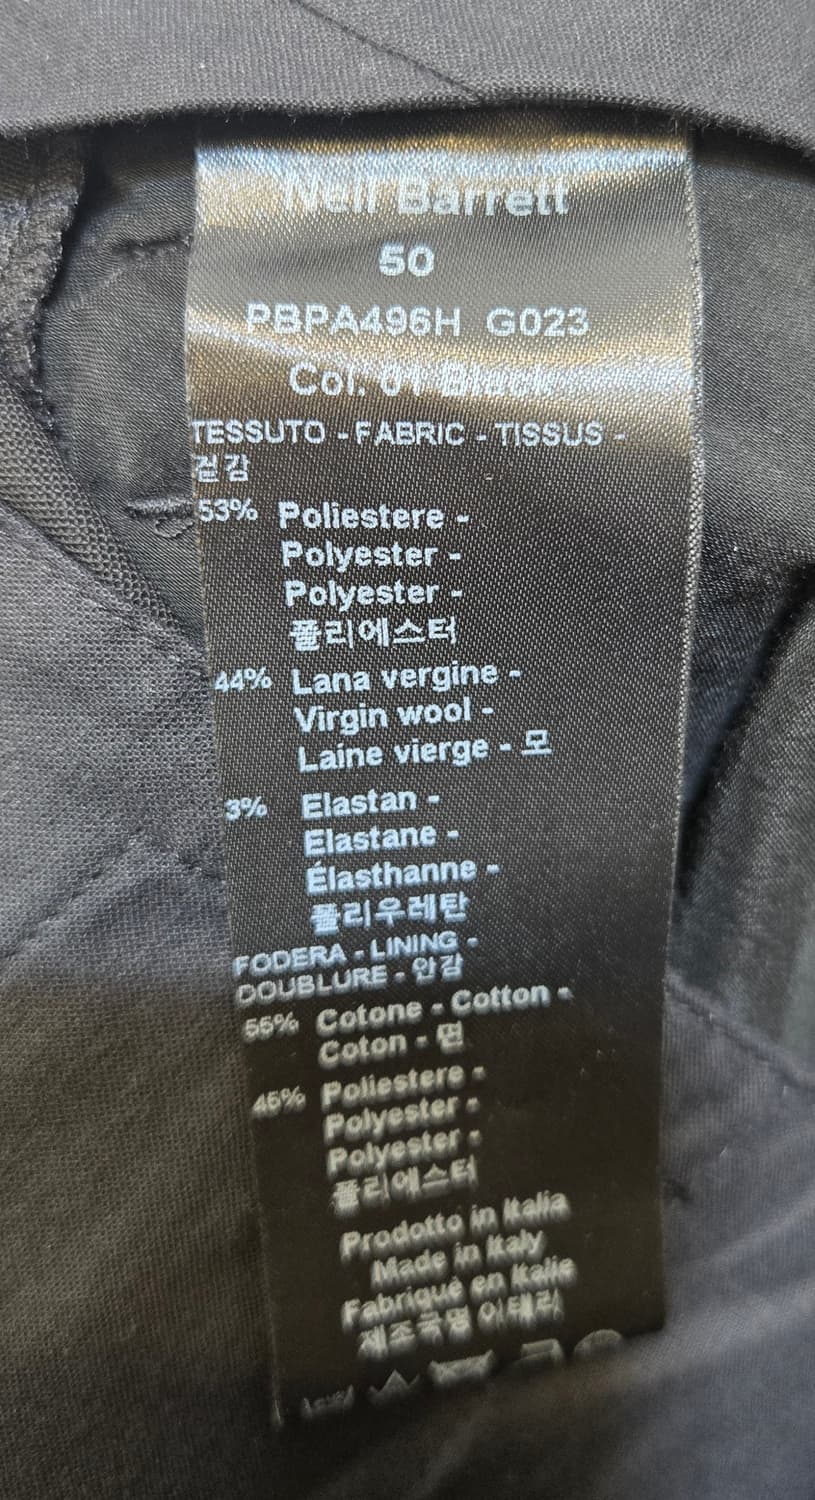 Neil Barrett
50
PBPA496H G023
Col. 01 Black
TESSUTO - FABRIC - TISSUS -
겉감
53% Poliestere -
Polyester -
Polyester -
폴리에스터
44% Lana vergine -
Virgin wool -
Laine vierge - 모
3% Elastan -
Elastane -
Élasthanne -
폴리우레탄
FODERA - LINING -
DOUBLURE - 안감
55% Cotone - Cotton -
Coton - 면
45% Poliestere -
Polyester -
Polyester -
폴리에스터
Prodotto in Italia
Made in Italy
Fabriqué en Italie
제조국명 이태리